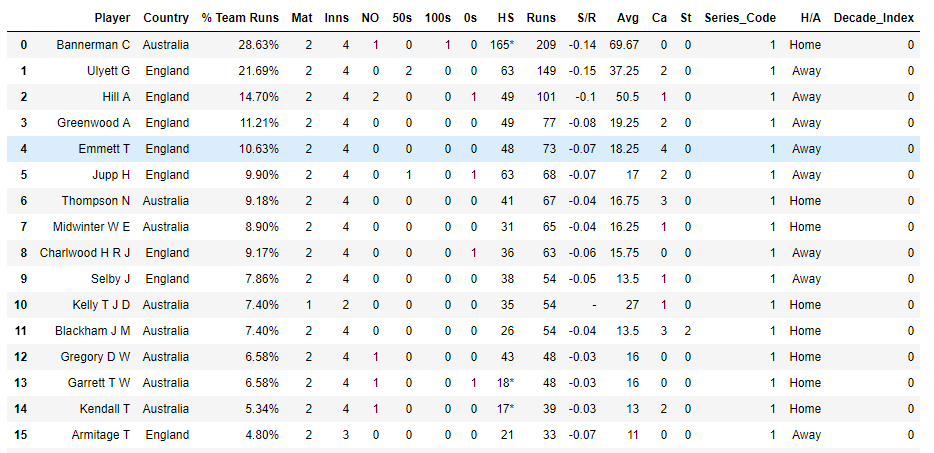 Player Country % Team Runs Mat Inns NO 50s 100s 0s HS Runs S/R Avg Ca St Series_Code H/A Decade_Index
0 Bannerman C Australia 28.63% 2 4 1 0 1 0 165* 209 -0.14 69.67 0 0 1 Home 0
1 Ulyett G England 21.69% 2 4 0 2 0 0 63 149 -0.15 37.25 2 0 1 Away 0
2 Hill A England 14.70% 2 4 2 0 0 1 49 101 -0.1 50.5 1 0 1 Away 0
3 Greenwood A England 11.21% 2 4 0 0 0 0 49 77 -0.08 19.25 2 0 1 Away 0
4 Emmett T England 10.63% 2 4 0 0 0 0 48 73 -0.07 18.25 4 0 1 Away 0
5 Jupp H England 9.90% 2 4 0 1 0 1 63 68 -0.07 17 2 0 1 Away 0
6 Thompson N Australia 9.18% 2 4 0 0 0 0 41 67 -0.04 16.75 3 0 1 Home 0
7 Midwinter W E Australia 8.90% 2 4 0 0 0 0 31 65 -0.04 16.25 1 0 1 Home 0
8 Charlwood H R J England 9.17% 2 4 0 0 0 1 36 63 -0.06 15.75 0 0 1 Away 0
9 Selby J England 7.86% 2 4 0 0 0 0 38 54 -0.05 13.5 1 0 1 Away 0
10 Kelly T J D Australia 7.40% 1 2 0 0 0 0 35 54 - 27 1 0 1 Home 0
11 Blackham J M Australia 7.40% 2 4 0 0 0 0 26 54 -0.04 13.5 3 2 1 Home 0
12 Gregory D W Australia 6.58% 2 4 1 0 0 0 43 48 -0.03 16 0 0 1 Home 0
13 Garrett T W Australia 6.58% 2 4 1 0 0 1 18* 48 -0.03 16 0 0 1 Home 0
14 Kendall T Australia 5.34% 2 4 1 0 0 0 17* 39 -0.03 13 2 0 1 Home 0
15 Armitage T England 4.80% 2 3 0 0 0 0 21 33 -0.07 11 0 0 1 Away 0